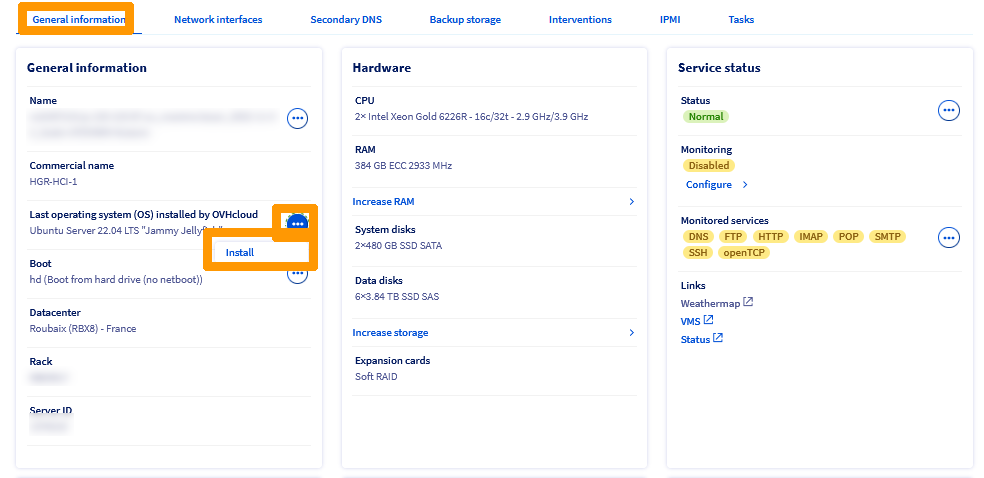 General information
Network interfaces
Secondary DNS
Backup storage
Interventions
IPMI
Tasks
General information
Name
Commercial name
HGR-HCI-1
Last operating system (OS) installed by OVHcloud
Ubuntu Server 22.04 LTS "Jammy Jellyfish"
Install
Boot
hd (Boot from hard drive (no netboot))
Datacenter
Roubaix (RBX8) - France
Rack
Server ID
Hardware
CPU
2× Intel Xeon Gold 6226R - 16c/32t - 2.9 GHz/3.9 GHz
RAM
384 GB ECC 2933 MHz
Increase RAM
System disks
2×480 GB SSD SATA
Data disks
6×3.84 TB SSD SAS
Increase storage
Expansion cards
Soft RAID
Service status
Status
Normal
Monitoring
Disabled
Configure
Monitored services
DNS FTP HTTP IMAP POP SMTP
SSH openTCP
Links
Weathermap
VMS
Status